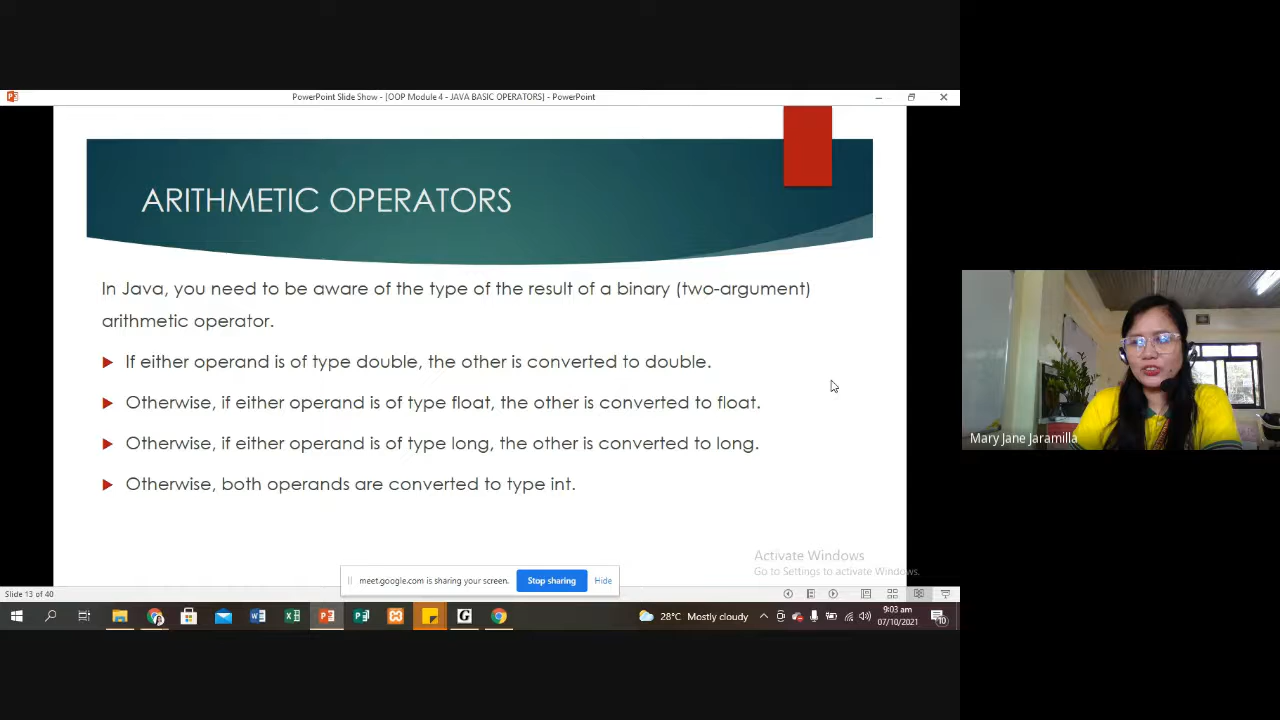 PowerPoint Slide Show - [OOP Module 4 - JAVA BASIC OPERATORS] - PowerPoint
ARITHMETIC OPERATORS
In Java, you need to be aware of the type of the result of a binary (two-argument)
arithmetic operator.
If either operand is of type double, the other is converted to double.
Otherwise, if either operand is of type float, the other is converted to float.
Otherwise, if either operand is of type long, the other is converted to long.
Otherwise, both operands are converted to type int.
Mary Jane Jaramilla
Activate Windows
Go to Settings to activate Windows.
meet.google.com is sharing your screen.
Stop sharing
Hide
Slide 13 of 40
28°C Mostly cloudy
9:03 am
07/10/2021
10